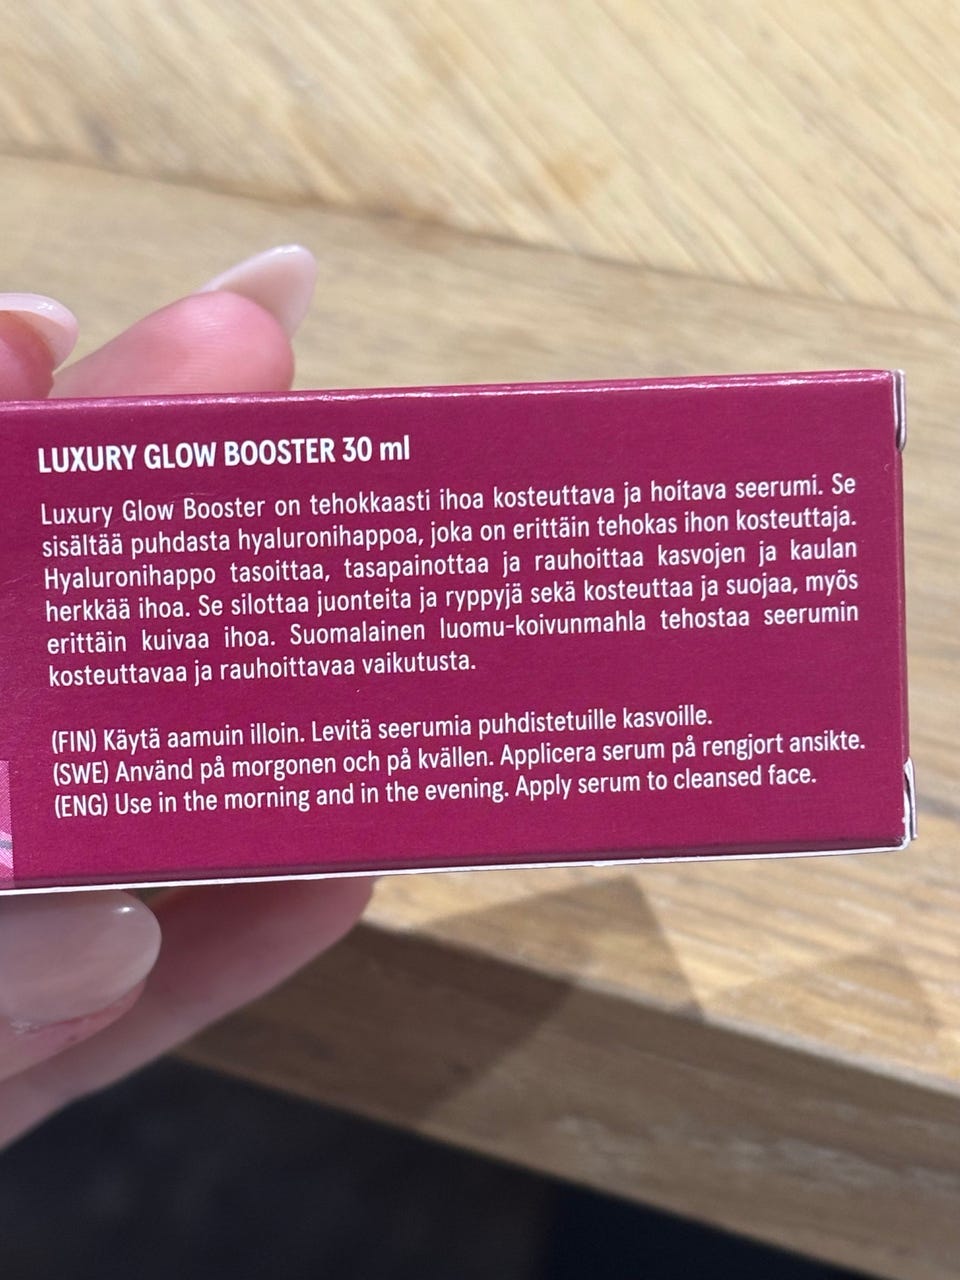 LUXURY GLOW BOOSTER 30 ml
Luxury Glow Booster on tehokkaasti ihoa kosteuttava ja hoitava seerumi. Se
sisältää puhdasta hyaluronihappoa, joka on erittäin tehokas ihon kosteuttaja.
Hyaluronihappo tasoittaa, tasapainottaa ja rauhoittaa kasvojen ja kaulan
herkkää ihoa. Se silottaa juonteita ja ryppyjä sekä kosteuttaa ja suojaa, myös
erittäin kuivaa ihoa. Suomalainen luomu-koivunmahla tehostaa seerumin
kosteuttavaa ja rauhoittavaa vaikutusta.
(FIN) Käytä aamuin illoin. Levitä seerumia puhdistetuille kasvoille.
(SWE) Använd på morgonen och på kvällen. Applicera serum på rengjort ansikte.
(ENG) Use in the morning and in the evening. Apply serum to cleansed face.